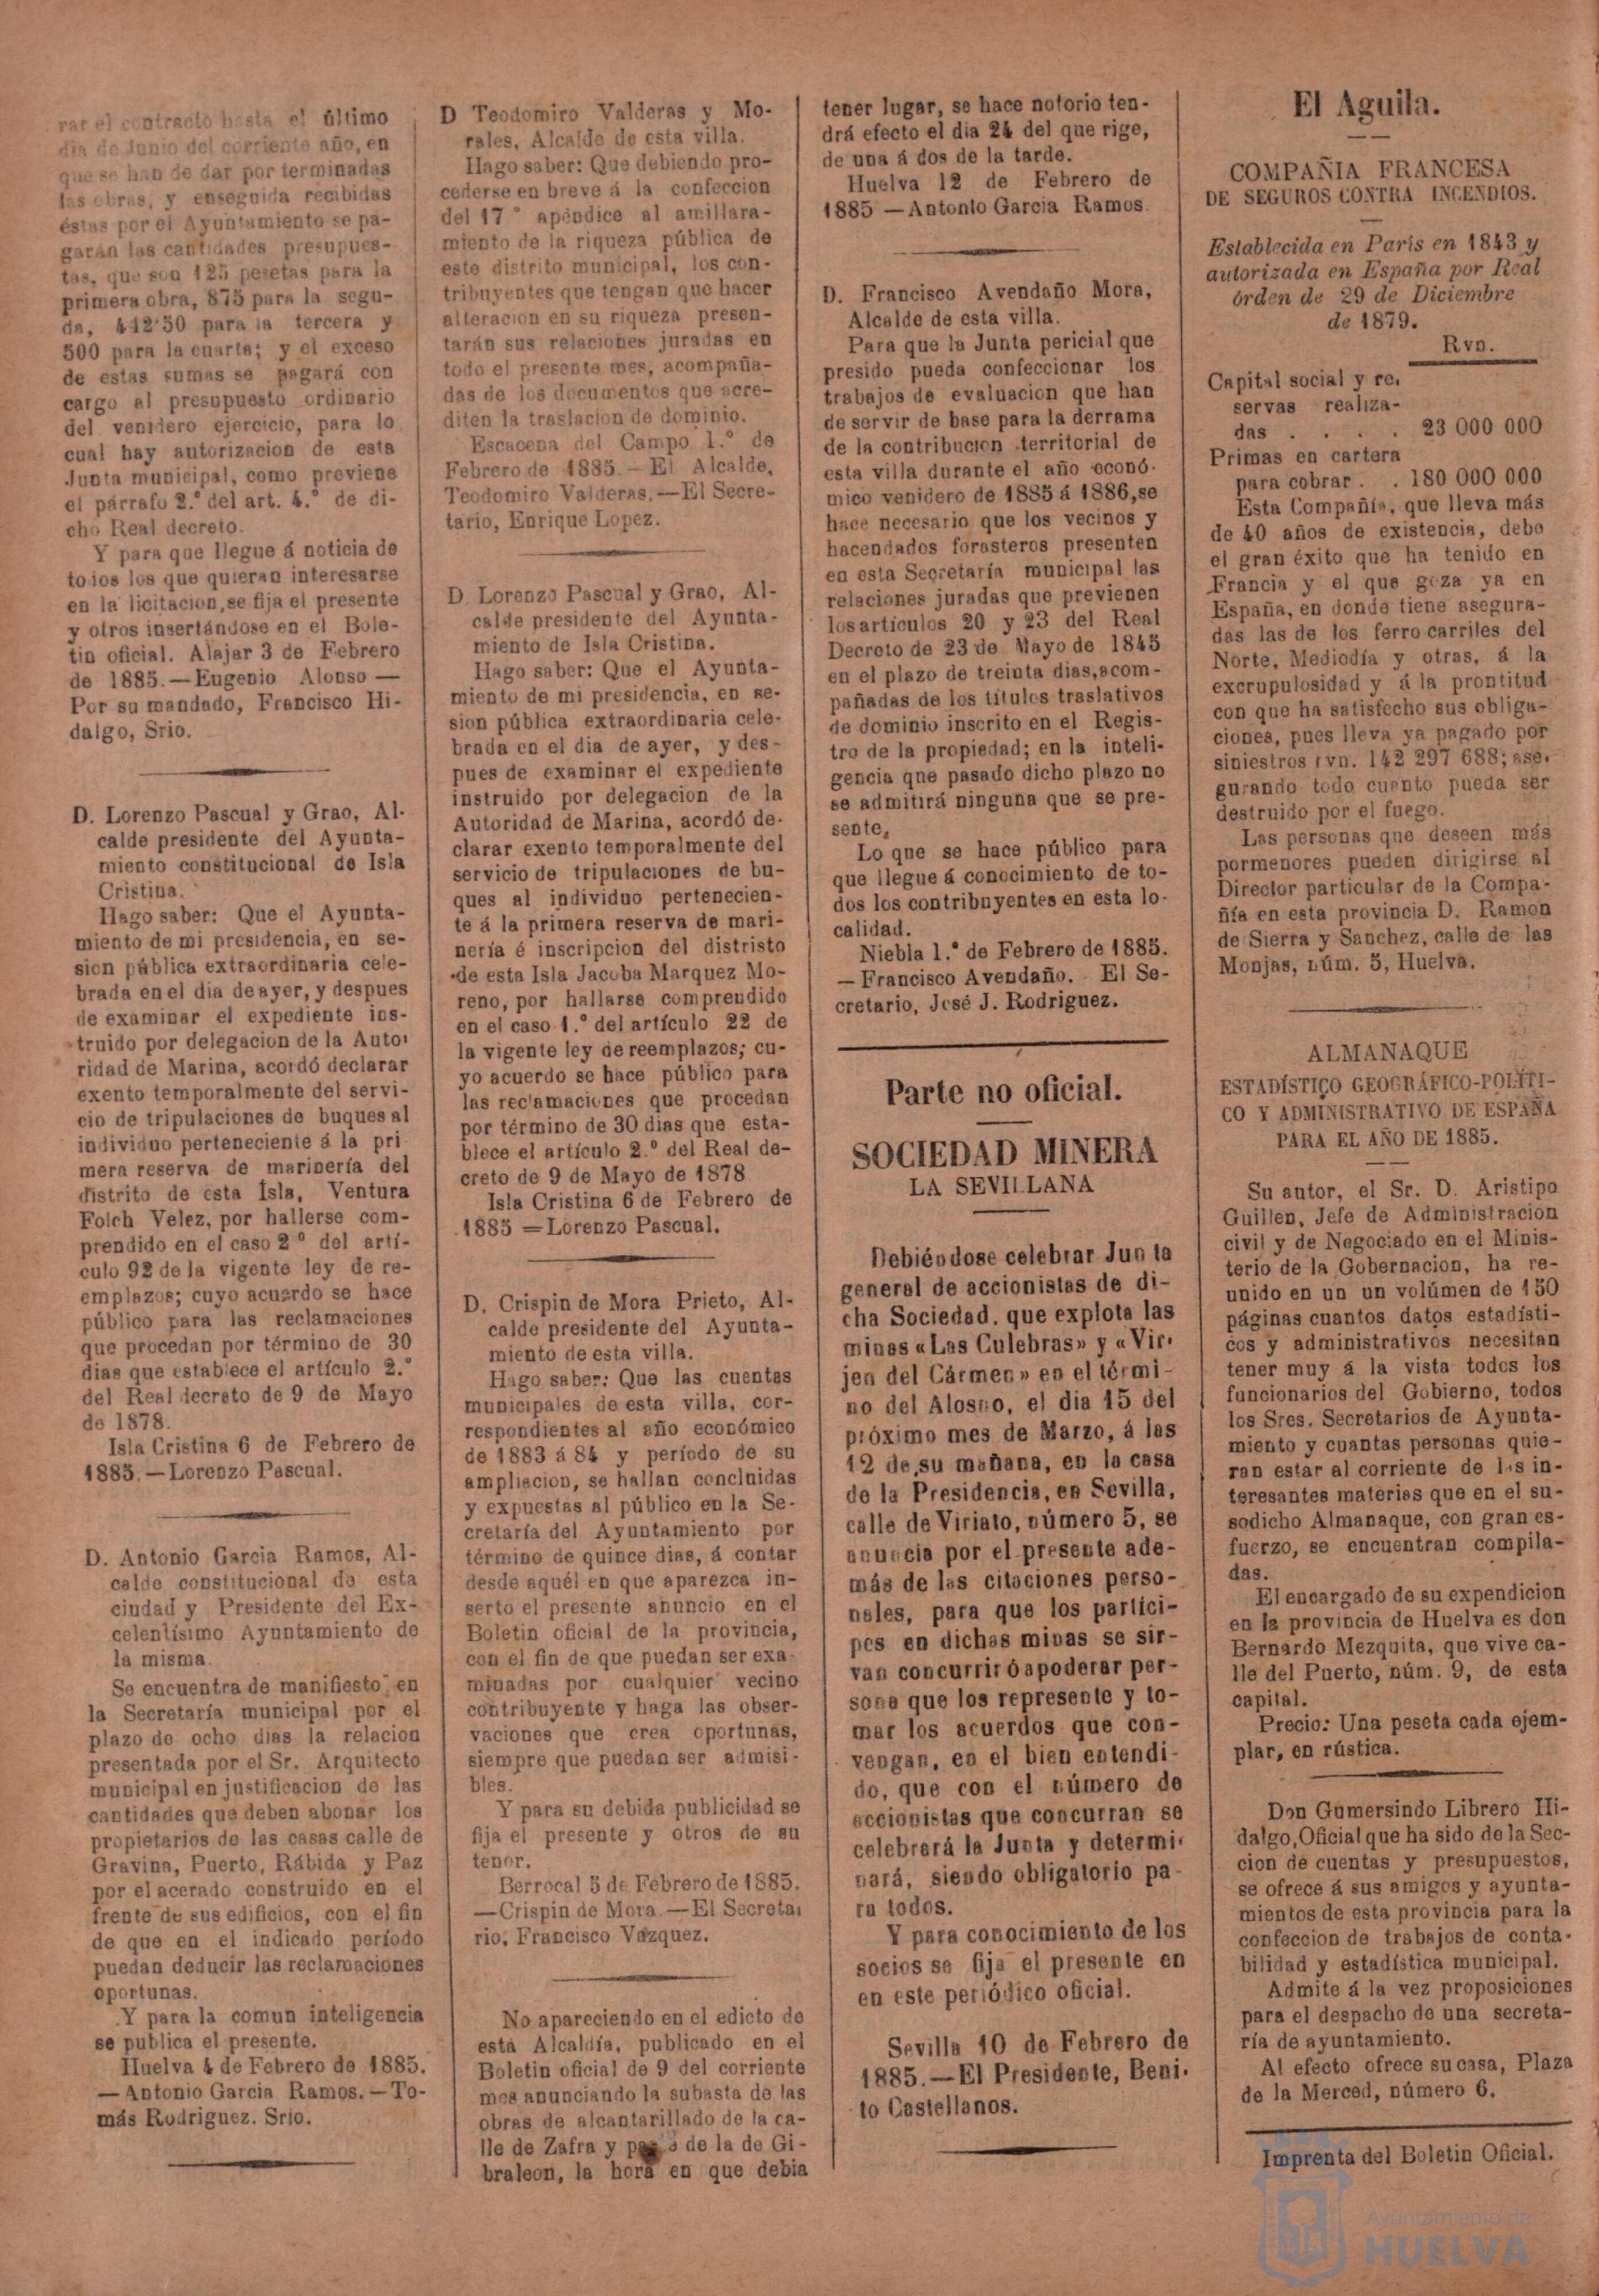 rar el contracto hasta el último
dia de Junio del corriente año, en
que se han de dar por terminadas
las obras, y enseguida recibidas
éstas por el Ayuntamiento se pa-
garán las cantidades presupues-
tas, que son 125 pesetas para la
primera obra, 875 para la segu-
da, 412'50 para la tercera y
500 para la cuarta; y el exceso
de estas sumas se pagará con
cargo al presupuesto ordinario
del venidero ejercicio, para lo
cual hay autorizacion de esta
Junta municipal, como previene
el párrafo 2.º del art. 4.º de di-
cho Real decreto.
Y para que llegue á noticia de
todos los que quieran interesarse
en la licitacion, se fija el presente
y otros insertándose en el Bole-
tin oficial. Alajar 3 de Febrero
de 1885.—Eugenio Alonso —
Por su mandado, Francisco Hi-
dalgo, Srio.
D. Lorenzo Pascual y Grao, Al-
calde presidente del Ayunta-
miento constitucional de Isla
Cristina.
Hago saber: Que el Ayunta-
miento de mi presidencia, en se-
sion pública extraordinaria cele-
brada en el dia de ayer, y despues
de examinar el expediente ins-
truido por delegacion de la Auto-
ridad de Marina, acordó declarar
exento temporalmente del servi-
cio de tripulaciones de buques al
individuo perteneciente á la pri
mera reserva de marinería del
distrito de esta Isla, Ventura
Folch Velez, por hallerse com-
prendido en el caso 2º del artí-
culo 92 de la vigente ley de re-
emplazos; cuyo acuerdo se hace
público para las reclamaciones
que procedan por término de 30
dias que establece el artículo 2.º
del Real decreto de 9 de Mayo
de 1878.
Isla Cristina 6 de Febrero de
1885.—Lorenzo Pascual.
D. Antonio Garcia Ramos, Al-
calde constitucional de esta
ciudad y Presidente del Ex-
celentísimo Ayuntamiento de
la misma.
Se encuentra de manifiesto en
la Secretaría municipal por el
plazo de ocho dias la relacion
presentada por el Sr. Arquitecto
municipal en justificacion de las
cantidades que deben abonar los
propietarios de las casas calle de
Gravina, Puerto, Rábida y Paz
por el acerado construido en el
frente de sus edificios, con el fin
de que en el indicado período
puedan deducir las reclamaciones
oportunas.
Y para la comun inteligencia
se publica el presente.
Huelva 4 de Febrero de 1885.
—Antonio Garcia Ramos.—To-
más Rodriguez. Srio.
D Teodomiro Valderas y Mo-
rales, Alcalde de esta villa.
Hago saber: Que debiendo pro-
cederse en breve á la confeccion
del 17º apéndice al amillara-
miento de la riqueza pública de
este distrito municipal, los con-
tribuyentes que tengan que hacer
alteracion en su riqueza presen-
tarán sus relaciones juradas en
todo el presente mes, acompaña-
das de los documentos que acre-
diten la traslacion de dominio.
Escacena del Campo 1.º de
Febrero de 1885.—El Alcalde,
Teodomiro Valderas.—El Secre-
tario, Enrique Lopez.
D. Lorenzo Pascual y Grao, Al-
calde presidente del Ayunta-
miento de Isla Cristina.
Hago saber: Que el Ayunta-
miento de mi presidencia, en se-
sion pública extraordinaria cele-
brada en el dia de ayer, y des-
pues de examinar el expediente
instruido por delegacion de la
Autoridad de Marina, acordó de-
clarar exento temporalmente del
servicio de tripulaciones de bu-
ques al individuo pertenecien-
te á la primera reserva de mari-
nería é inscripcion del distristo
de esta Isla Jacoba Marquez Mo-
reno, por hallarse comprendido
en el caso 1.º del artículo 22 de
la vigente ley de reemplazos; cu-
yo acuerdo se hace público para
las reclamaciones que procedan
por término de 30 dias que esta-
blece el artículo 2.º del Real de-
creto de 9 de Mayo de 1878
Isla Cristina 6 de Febrero de
1885 =Lorenzo Pascual.
D. Crispin de Mora Prieto, Al-
calde presidente del Ayunta-
miento de esta villa.
Hago saber: Que las cuentas
municipales de esta villa, cor-
respondientes al año económico
de 1883 á 84 y período de su
ampliacion, se hallan concluidas
y expuestas al público en la Se-
cretaría del Ayuntamiento por
término de quince dias, á contar
desde aquél en que aparezca in-
serto el presente anuncio en el
Boletin oficial de la provincia,
con el fin de que puedan ser exa-
minadas por cualquier vecino
contribuyente y haga las obser-
vaciones que crea oportunas,
siempre que puedan ser admisi-
bles.
Y para su debida publicidad se
fija el presente y otros de su
tenor.
Berrocal 5 de Febrero de 1885.
—Crispin de Mora.—El Secreta-
rio, Francisco Vazquez.
No apareciendo en el edicto de
está Alcaldía, publicado en el
Boletin oficial de 9 del corriente
mes anunciando la subasta de las
obras de alcantarillado de la ca-
lle de Zafra y de la de Gi-
braleon, la hora en que debia
tener lugar, se hace notorio ten-
drá efecto el dia 24 del que rige,
de una á dos de la tarde.
Huelva 12 de Febrero de
1885 —Antonio Garcia Ramos.
D. Francisco Avendaño Mora,
Alcalde de esta villa.
Para que la Junta pericial que
presido pueda confeccionar los
trabajos de evaluacion que han
de servir de base para la derrama
de la contribucion territorial de
esta villa durante el año econó-
mico venidero de 1885 á 1886, se
hace necesario que los vecinos y
hacendados forasteros presenten
en esta Secretaría municipal las
relaciones juradas que previenen
los artículos 20 y 23 del Real
Decreto de 23 de Mayo de 1845
en el plazo de treinta dias, acom-
pañadas de los títulos traslativos
de dominio inscrito en el Regis-
tro de la propiedad; en la inteli-
gencia qne pasado dicho plazo no
se admitirá ninguna que se pre-
sente,
Lo que se hace público para
que llegue á conocimiento de to-
dos los contribuyentes en esta lo-
calidad.
Niebla 1.º de Febrero de 1885.
—Francisco Avendaño. - El Se-
cretario, José J. Rodriguez.
Parte no oficial.
SOCIEDAD MINERA
LA SEVILLANA
Debiéndose celebrar Junta
general de accionistas de di-
cha Sociedad, que explota las
minas «Las Culebras» y «Vir-
jen del Cármen» en el térmi-
no del Alosno, el dia 15 del
próximo mes de Marzo, á las
12 de su mañana, en la casa
de la Presidencia, en Sevilla,
calle de Viriato, número 5, se
anuncia por el presente ade-
más de las citaciones perso-
nales, para que los partíci-
pes en dichas minas se sir-
van concurrir ó apoderar per-
sona que los represente y to-
mar los acuerdos que con-
vengan, en el bien entendi-
do, que con el número de
accionistas que concurran se
celebrará la Junta y determi-
nará, siendo obligatorio pa-
ra todos.
Y para conocimiento de los
socios se fija el presente en
en este periódico oficial.
Sevilla 10 de Febrero de
1885.—El Presidente, Beni-
to Castellanos.
El Aguila.
COMPAÑIA FRANCESA
DE SEGUROS CONTRA INCENDIOS.
Establecida en París en 1843 y
autorizada en España por Real
órden de 29 de Diciembre
de 1879.
Rvn.
Capital social y re-
servas realiza-
das . . . . 23 000 000
Primas en cartera
para cobrar . . 180 000 000
Esta Compañía, que lleva más
de 40 años de existencia, debe
el gran éxito que ha tenido en
Francia y el que goza ya en
España, en donde tiene asegura-
das las de los ferro carriles del
Norte, Mediodía y otras, á la
excrupulosidad y á la prontitud
con que ha satisfecho sus obliga-
ciones, pues lleva ya pagado por
siniestros rvn. 142 297 688; ase-
gurando todo cuanto pueda ser
destruido por el fuego.
Las personas que deseen más
pormenores pueden dirigirse al
Director particular de la Compa-
ñía en esta provincia D. Ramon
de Sierra y Sanchez, calle de las
Monjas, núm. 5, Huelva.
ALMANAQUE
ESTADÍSTICO GEOGRÁFICO-POLÍTI-
CO Y ADMINISTRATIVO DE ESPAÑA
PARA EL AÑO DE 1885.
Su autor, el Sr. D. Aristipo
Guillen, Jefe de Administracion
civil y de Negociado en el Minis-
terio de la Gobernacion, ha re-
unido en un un volúmen de 150
páginas cuantos datos estadísti-
cos y administrativos necesitan
tener muy á la vista todos los
funcionarios del Gobierno, todos
los Sres. Secretarios de Ayunta-
miento y cuantas personas quie-
ran estar al corriente de las in-
teresantes materias que en el su-
sodicho Almanaque, con gran es-
fuerzo, se encuentran compila-
das.
El encargado de su expendicion
en la provincia de Huelva es don
Bernardo Mezquita, que vive ca-
lle del Puerto, núm. 9, de esta
capital.
Precio: Una peseta cada ejem-
plar, en rústica.
Don Gumersindo Librero Hi-
dalgo, Oficial que ha sido de la Sec-
cion de cuentas y presupuestos,
se ofrece á sus amigos y ayunta-
mientos de esta provincia para la
confeccion de trabajos de conta-
bilidad y estadística municipal.
Admite á la vez proposiciones
para el despacho de una secreta-
ría de ayuntamiento.
Al efecto ofrece su casa, Plaza
de la Merced, número 6.
Imprenta del Boletin Oficial.
Ayuntamiento de
HUELVA